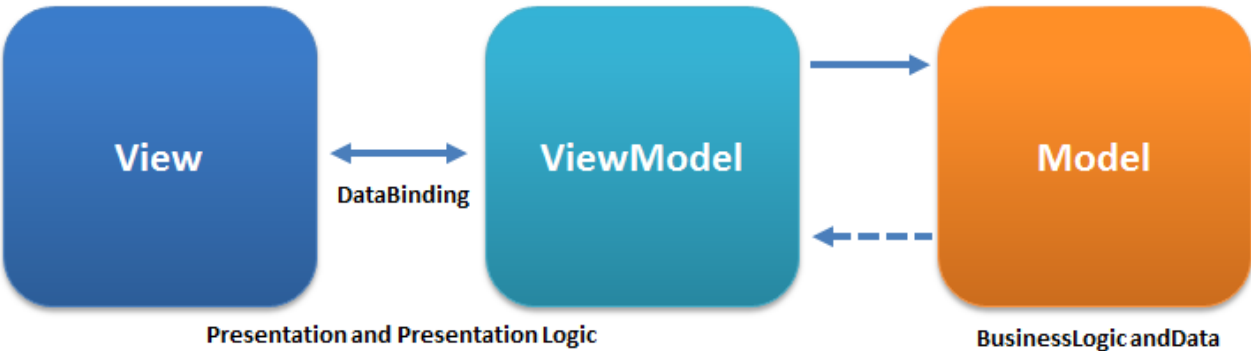 View
ViewModel
Model
DataBinding
Presentation and Presentation Logic
BusinessLogic andData